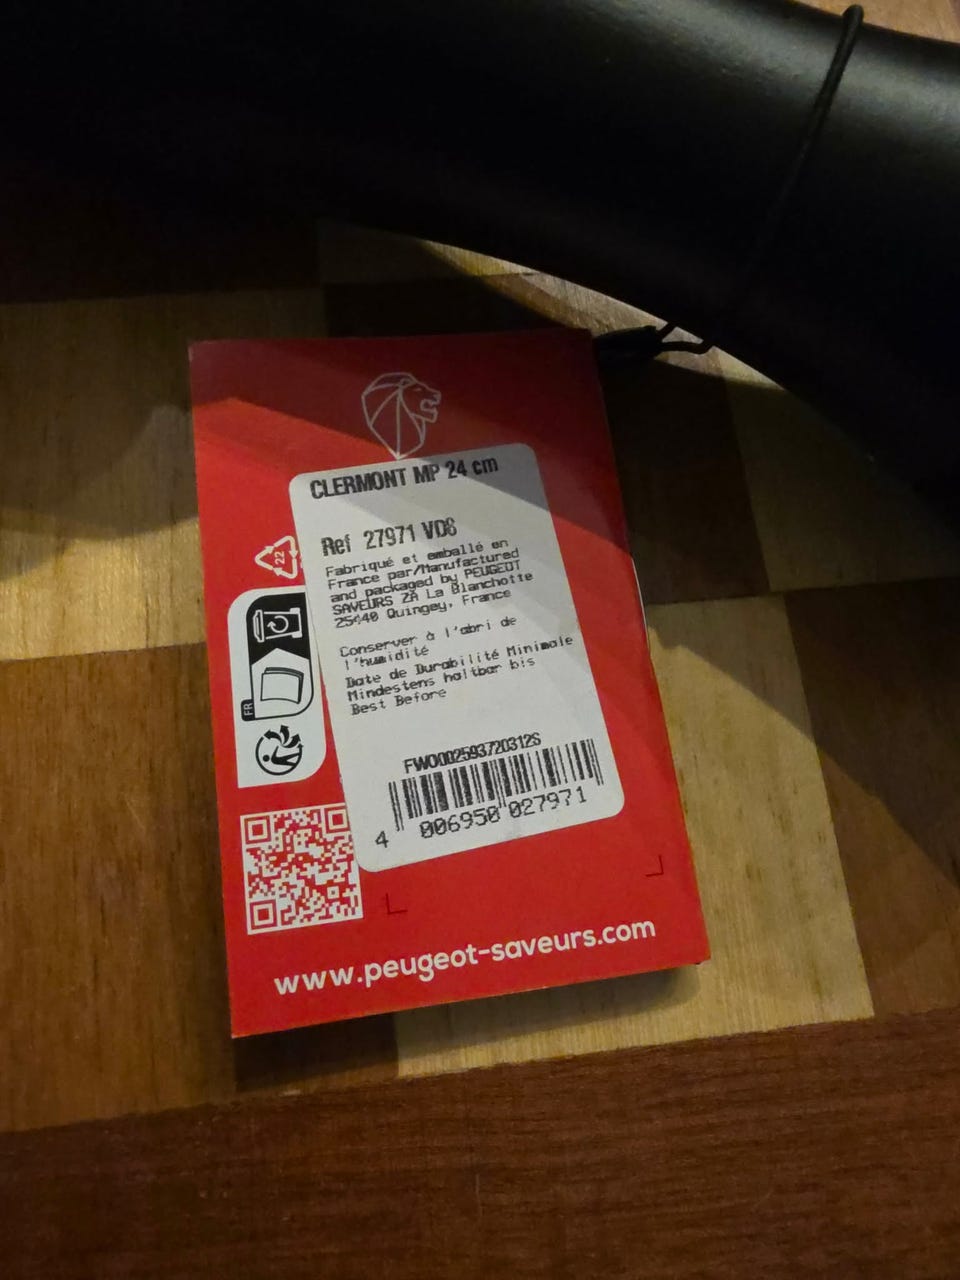 CLERMONT MP 24 cm
Ref 27971 VD8
Fabriqué et emballé en
France par/Manufactured
and packaged by PEUGEOT
SAVEURS ZA La Blanchotte
25440 Quingey, France
Conserver à l'abri de
l'humidité
Date de Durabilité Minimale
Mindestens haltbar bis
Best Before
FW0002593720312S
4 006950 027971
22
FR
www.peugeot-saveurs.com